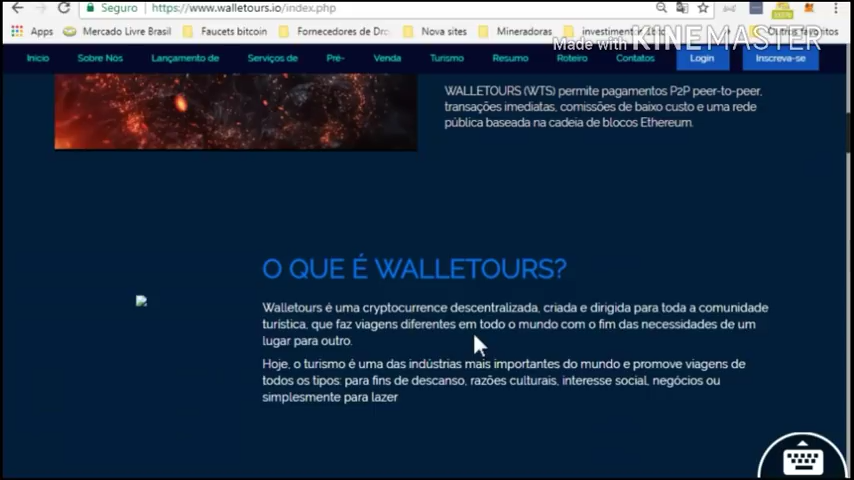 Seguro https://www.walletours.io/index.php
Apps Mercado Livre Brasil Faucets bitcoin Fornecedores de Dro Nova sites Mineradoras Outros favoritos
Made with KINEMASTER
Inicio Sobre Nós Lançamento de Serviços de Pré- Venda Turismo Resumo Roteiro Contatos Login Inscreva-se
WALLETOURS (WTS) permite pagamentos P2P peer-to-peer,
transações imediatas, comissões de baixo custo e uma rede
pública baseada na cadeia de blocos Ethereum.
O QUE É WALLETOURS?
Walletours é uma cryptocurrence descentralizada, criada e dirigida para toda a comunidade
turística, que faz viagens diferentes em todo o mundo com o fim das necessidades de um
lugar para outro.
Hoje, o turismo é uma das indústrias mais importantes do mundo e promove viagens de
todos os tipos: para fins de descanso, razões culturais, interesse social, negócios ou
simplesmente para lazer